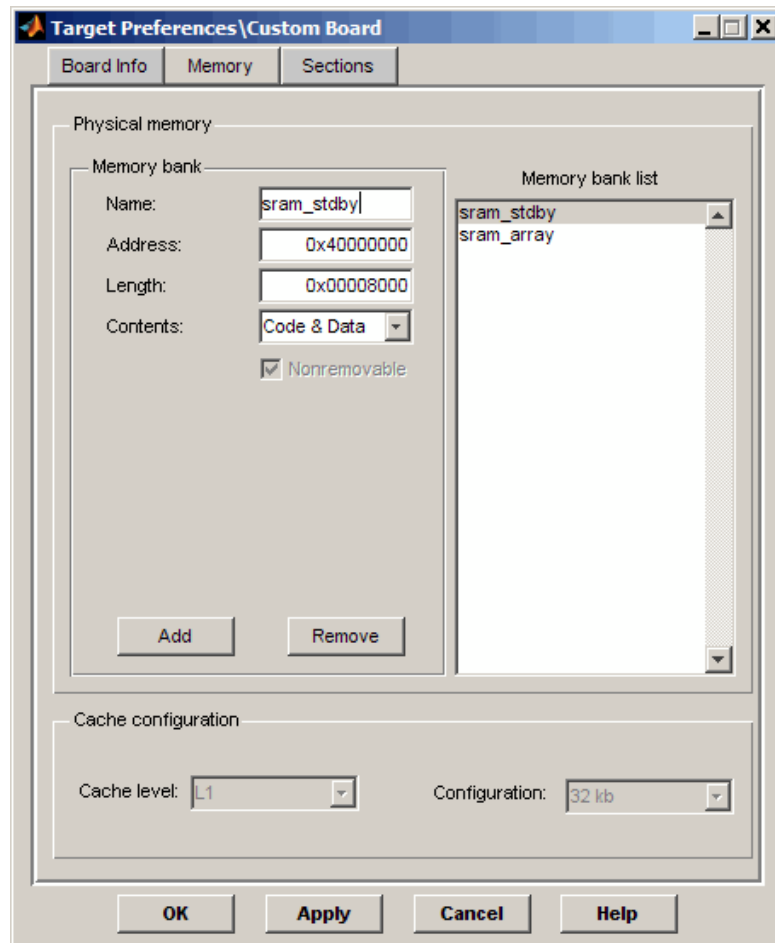 Target Preferences\Custom Board
Board Info Memory Sections
Physical memory
Memory bank
Memory bank list
Name: sram_stdby
sram_stdby
sram_array
Address: 0x40000000
Length: 0x00008000
Contents: Code & Data
Nonremovable
Add Remove
Cache configuration
Cache level: L1 Configuration: 32 kb
OK Apply Cancel Help